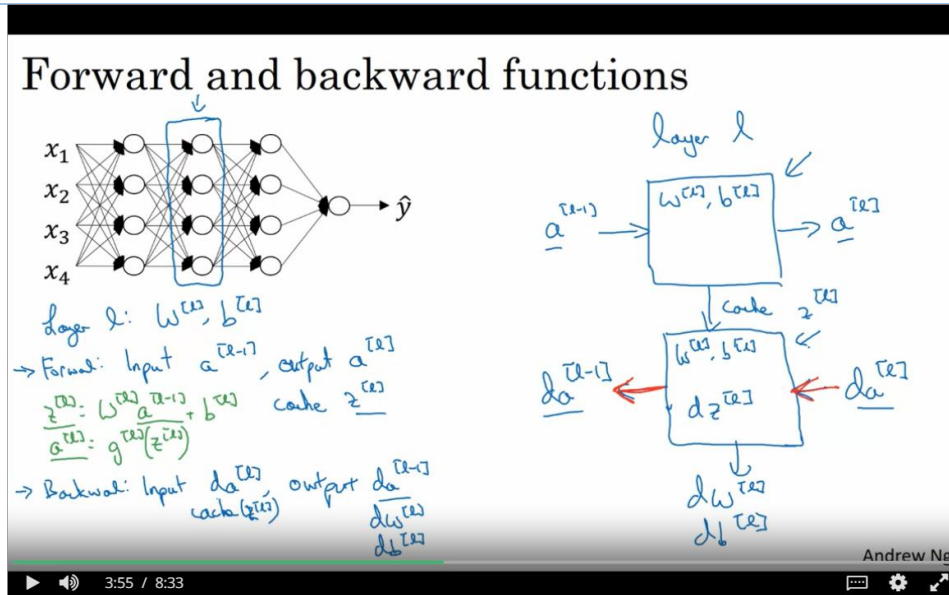 Forward and backward functions
x₁
x₂
x₃
x₄
ŷ
Layer l: W^[l], b^[l]
→ Forward: Input a^[l-1], output a^[l]
z^[l] = W^[l] a^[l-1] + b^[l] cache z^[l]
a^[l] = g^[l](z^[l])
→ Backward: Input da^[l], output da^[l-1]
cache (z^[l])
dW^[l]
db^[l]
layer l
a^[l-1] → W^[l], b^[l] → a^[l]
cache z^[l]
W^[l], b^[l]
da^[l-1] ← dz^[l] ← da^[l]
dW^[l]
db^[l]
Andrew Ng
3:55 / 8:33